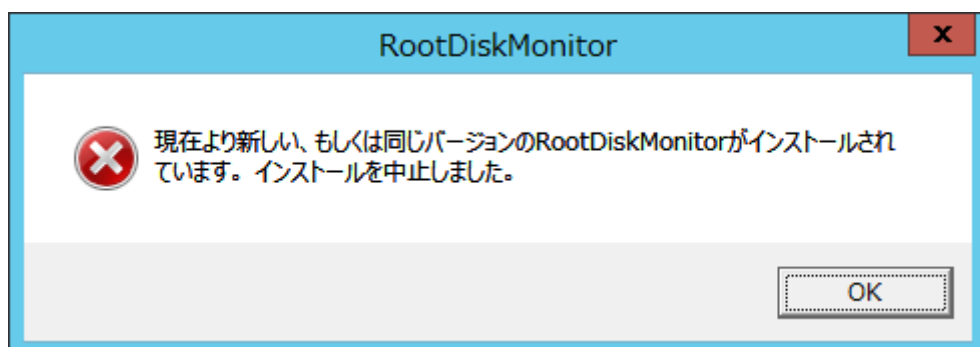 RootDiskMonitor
x
現在より新しい、もしくは同じバージョンのRootDiskMonitorがインストールされ
ています。インストールを中止しました。
OK